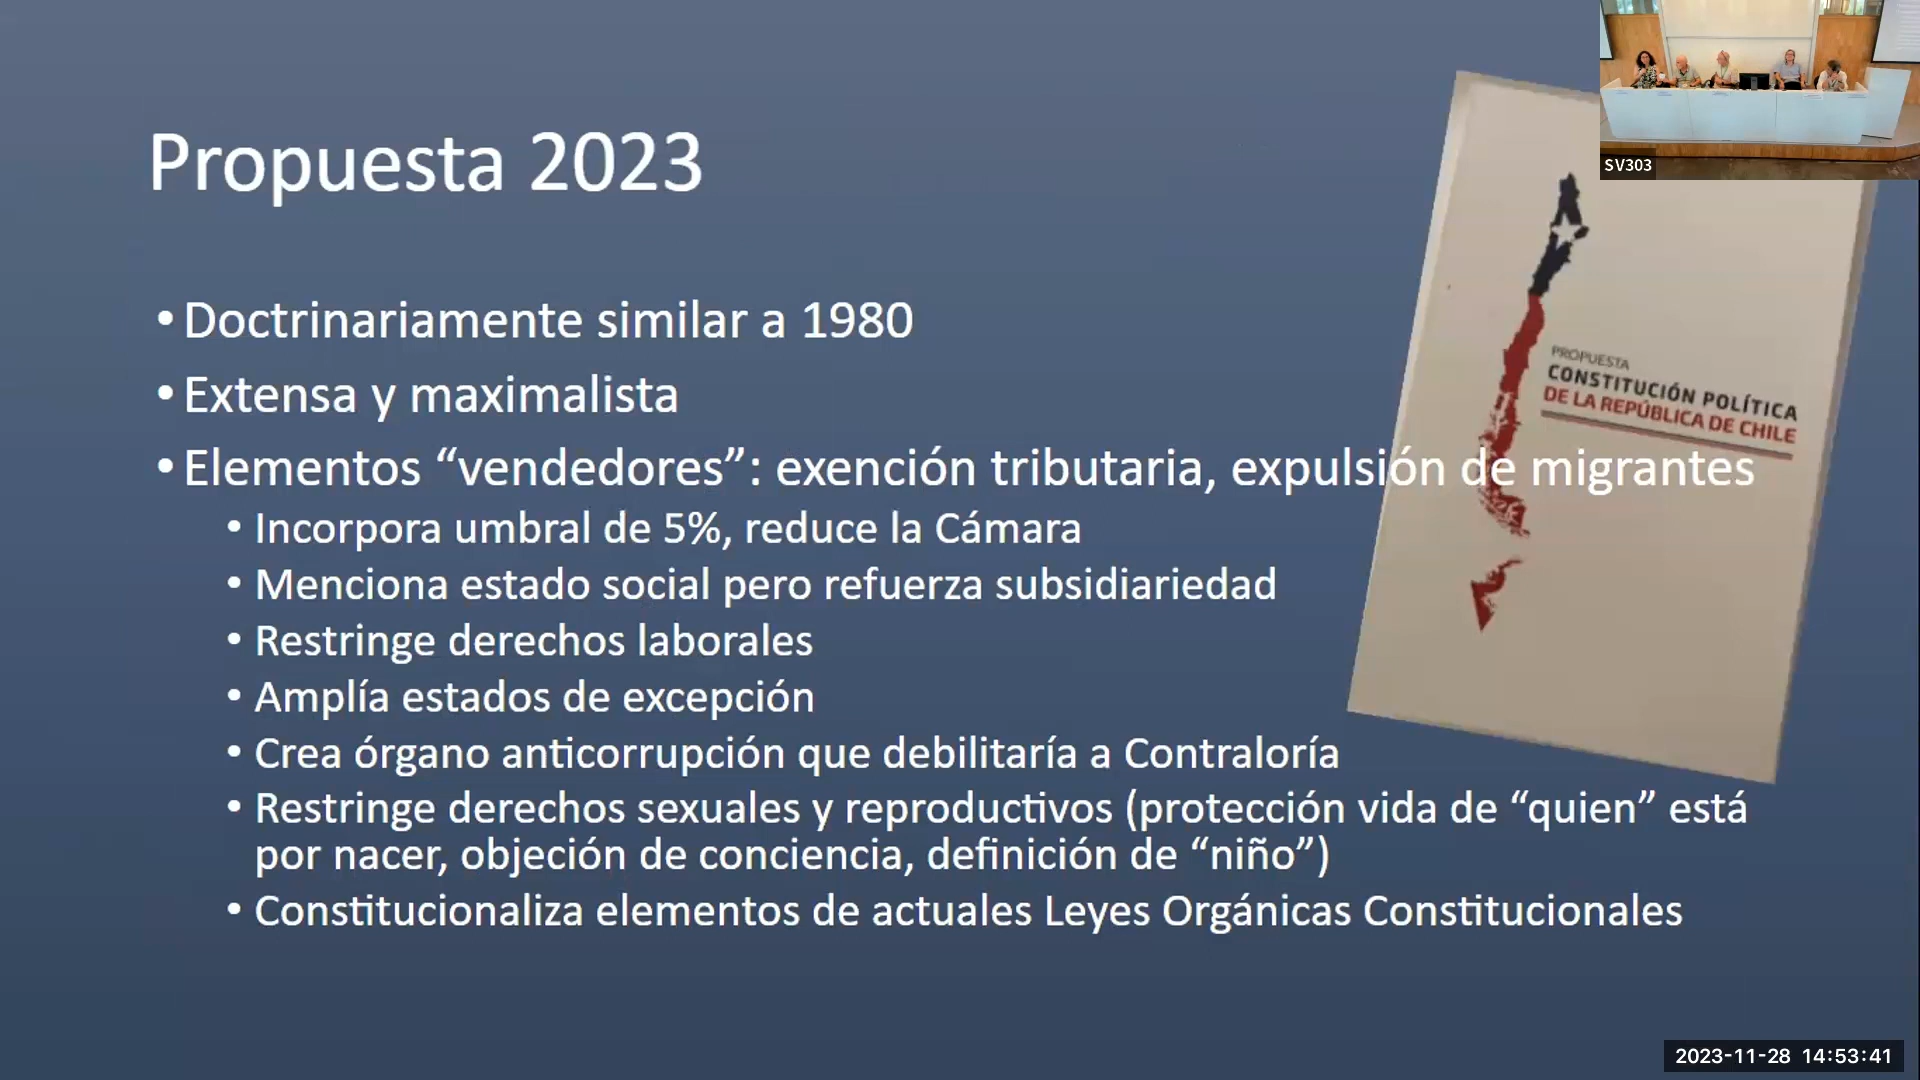 SV303
Propuesta 2023
PROPUESTA
CONSTITUCIÓN POLÍTICA
DE LA REPÚBLICA DE CHILE
• Doctrinariamente similar a 1980
• Extensa y maximalista
• Elementos “vendedores”: exención tributaria, expulsión de migrantes
• Incorpora umbral de 5%, reduce la Cámara
• Menciona estado social pero refuerza subsidiariedad
• Restringe derechos laborales
• Amplía estados de excepción
• Crea órgano anticorrupción que debilitaría a Contraloría
• Restringe derechos sexuales y reproductivos (protección vida de “quien” está
por nacer, objeción de conciencia, definición de “niño”)
• Constitucionaliza elementos de actuales Leyes Orgánicas Constitucionales
2023-11-28 14:53:41